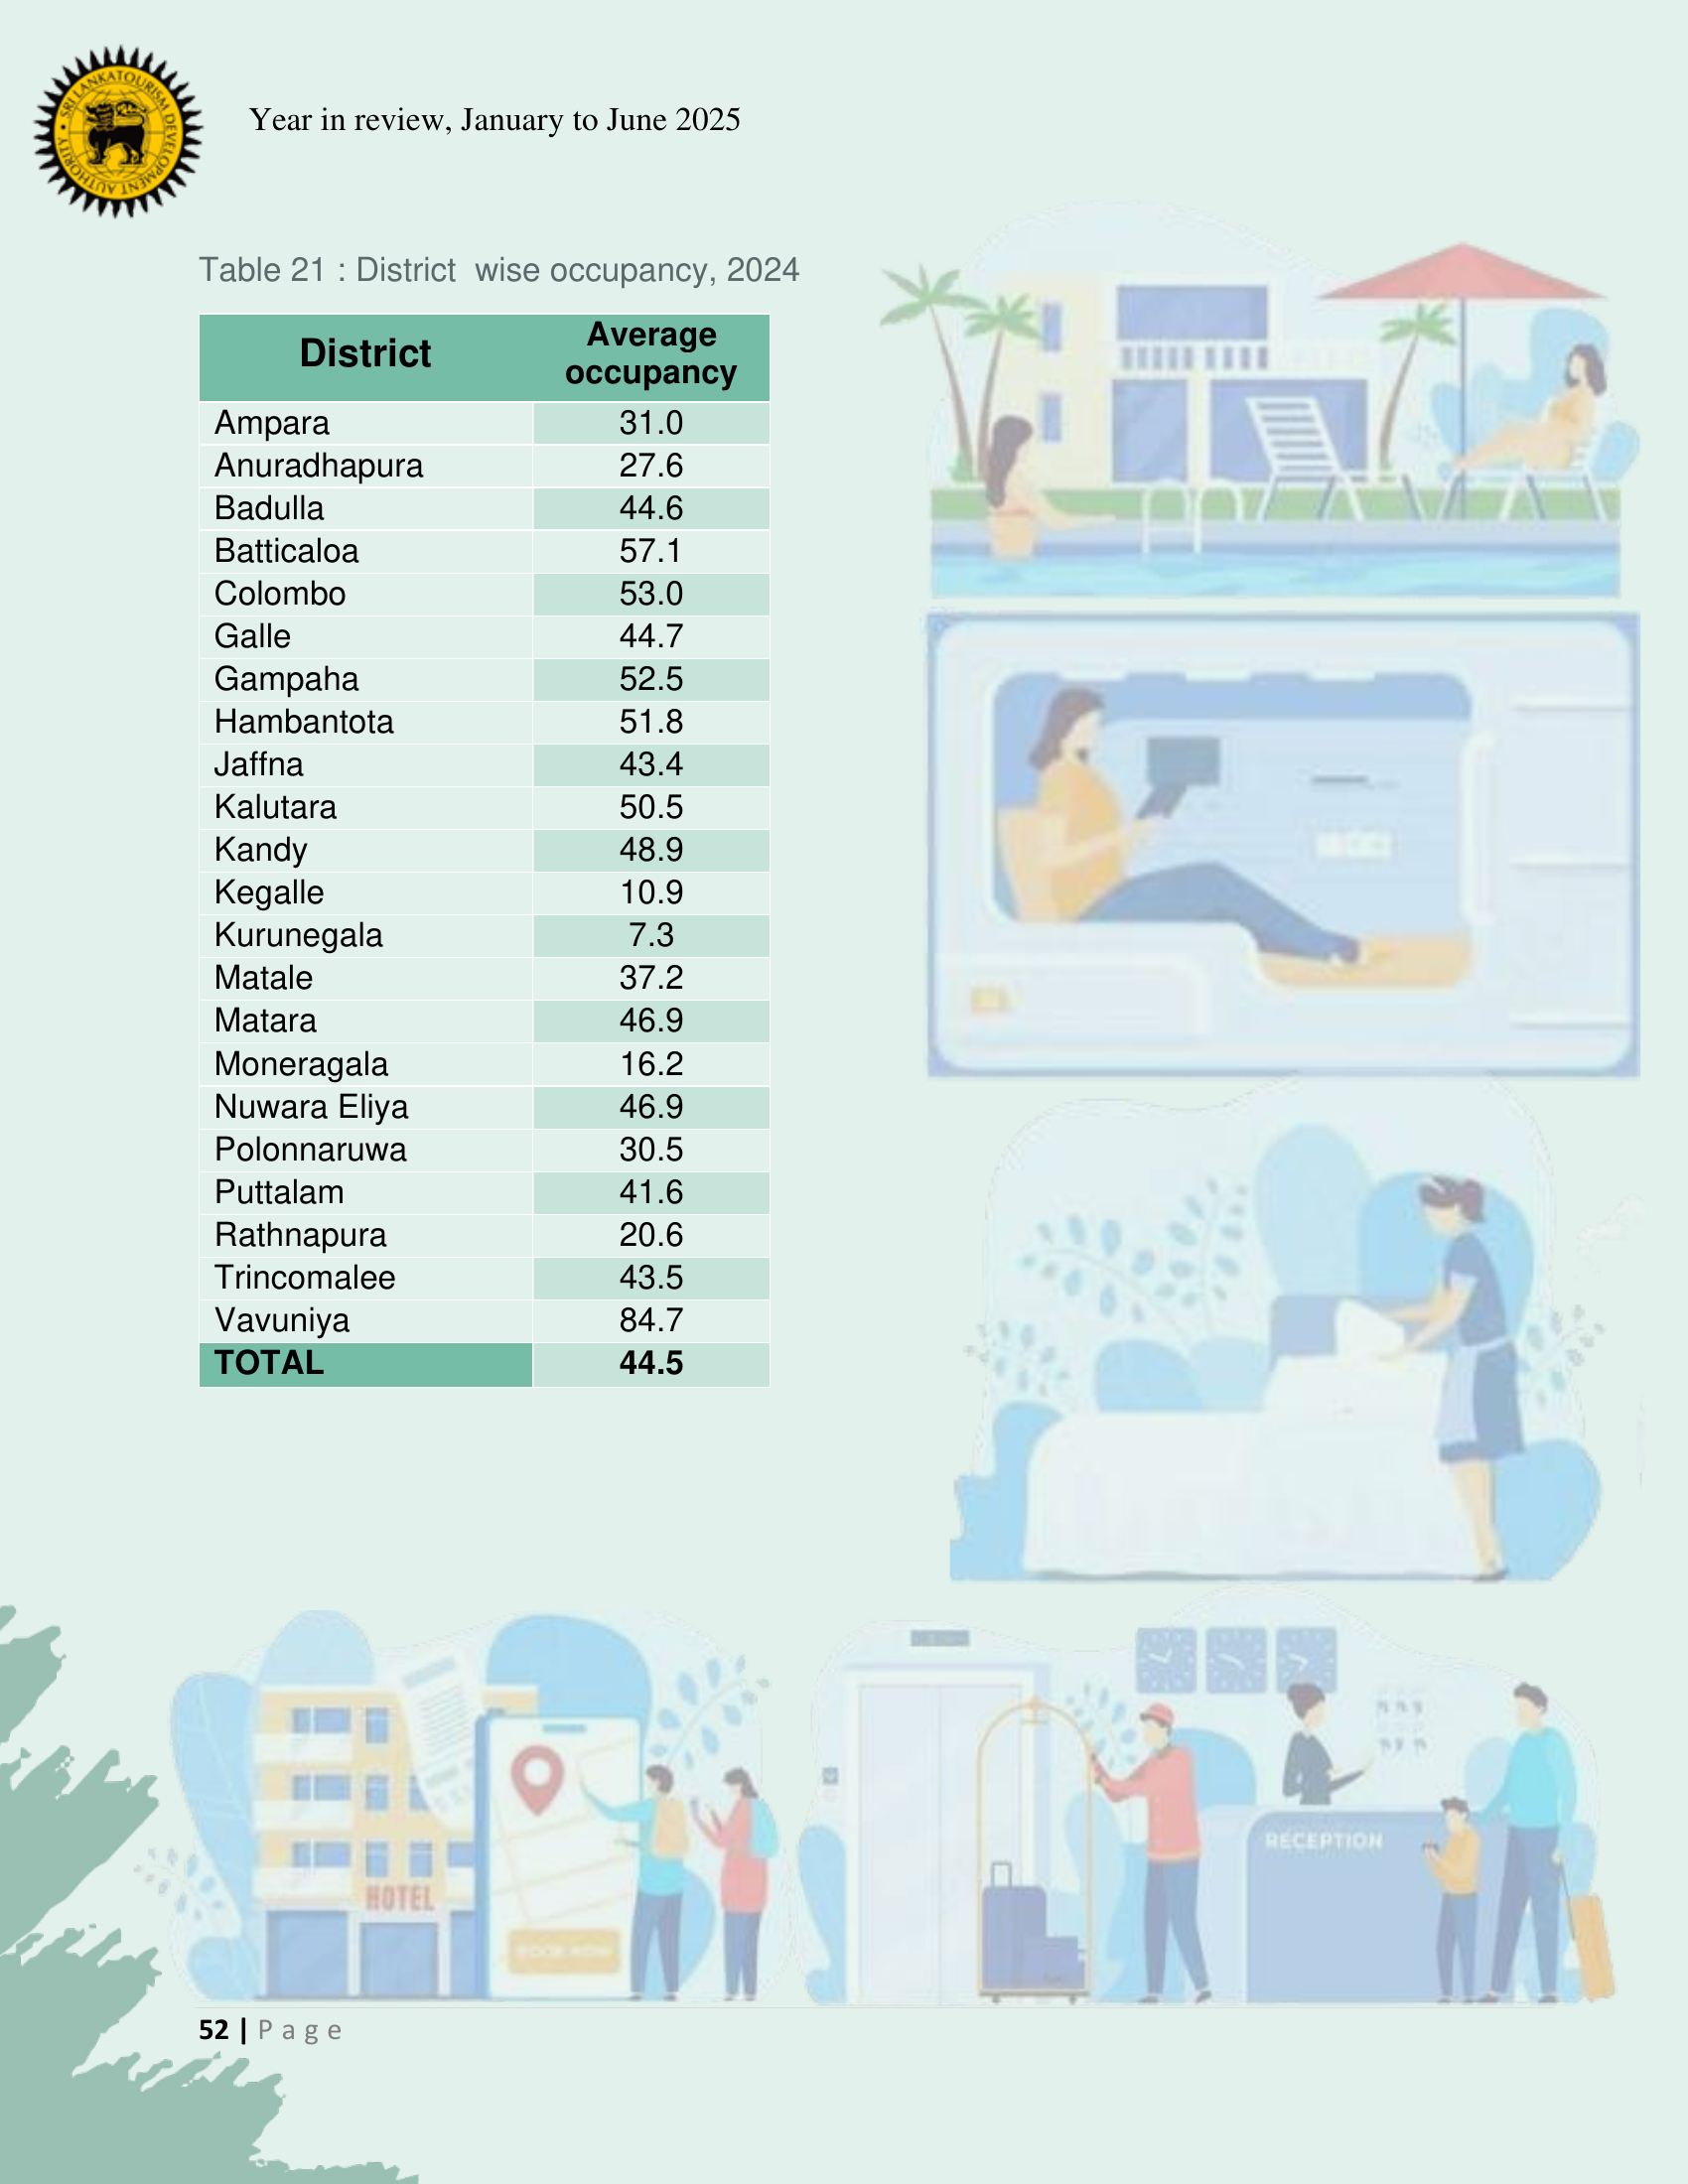 SRI LANKATOURISM DEVELOPMENT AUTHORITY
Year in review, January to June 2025
Table 21 : District  wise occupancy, 2024
District
Average
occupancy
Ampara 31.0
Anuradhapura 27.6
Badulla 44.6
Batticaloa 57.1
Colombo 53.0
Galle 44.7
Gampaha 52.5
Hambantota 51.8
Jaffna 43.4
Kalutara 50.5
Kandy 48.9
Kegalle 10.9
Kurunegala 7.3
Matale 37.2
Matara 46.9
Moneragala 16.2
Nuwara Eliya 46.9
Polonnaruwa 30.5
Puttalam 41.6
Rathnapura 20.6
Trincomalee 43.5
Vavuniya 84.7
TOTAL 44.5
HOTEL
BOOK NOW
RECEPTION
52 | Page